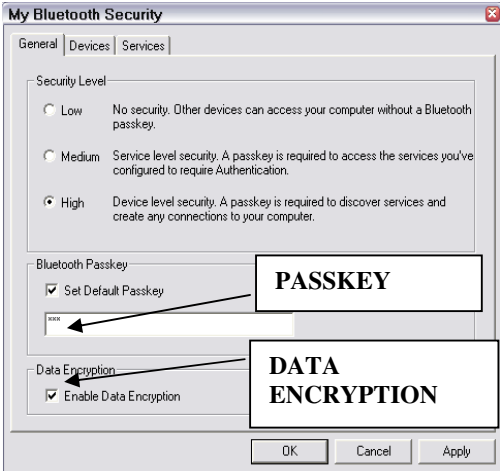 My Bluetooth Security
General Devices Services
Security Level
Low No security. Other devices can access your computer without a Bluetooth
passkey.
Medium Service level security. A passkey is required to access the services you've
configured to require Authentication.
High Device level security. A passkey is required to discover services and
create any connections to your computer.
Bluetooth Passkey
PASSKEY
Set Default Passkey
***
Data Encryption
DATA
ENCRYPTION
Enable Data Encryption
OK Cancel Apply